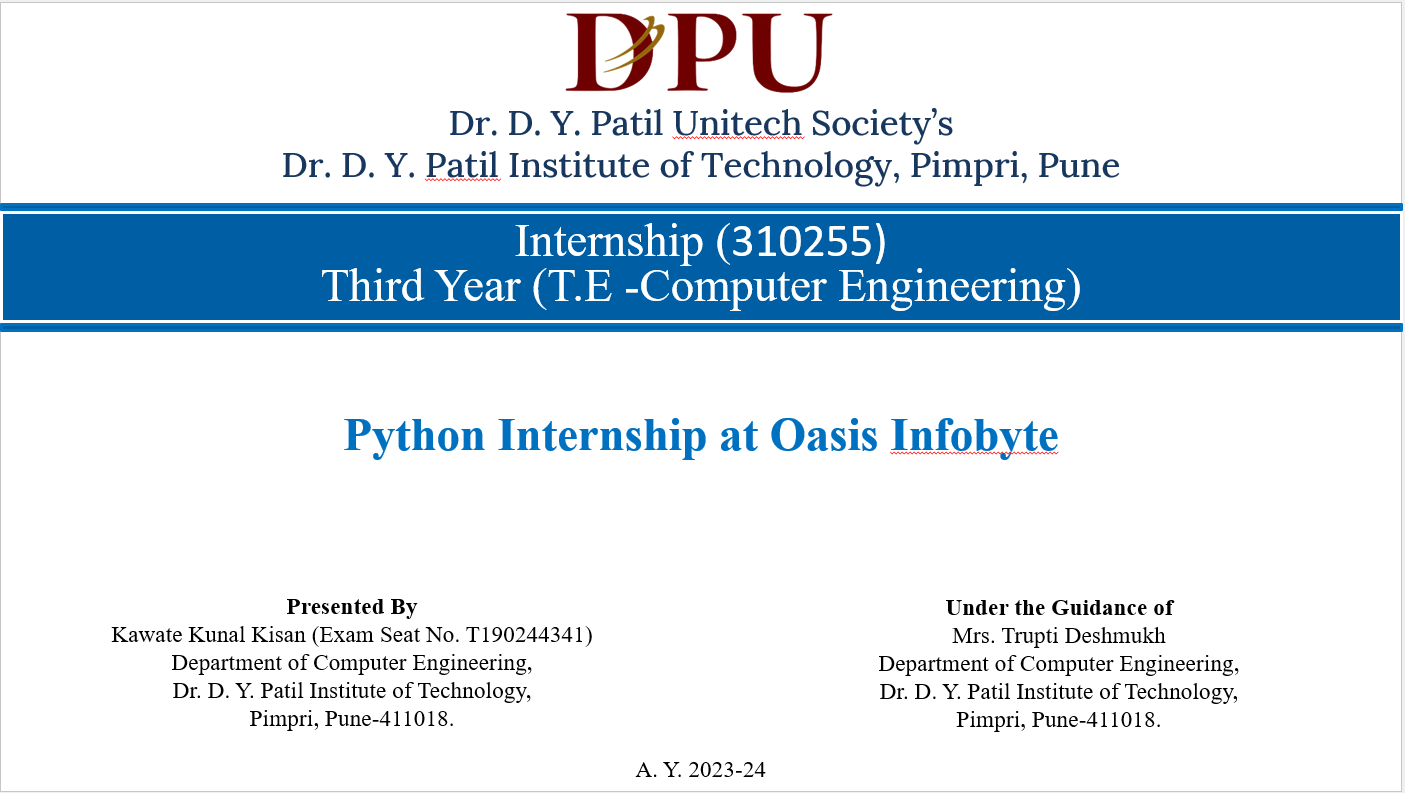 DPU
Dr. D. Y. Patil Unitech Society’s
Dr. D. Y. Patil Institute of Technology, Pimpri, Pune
Internship (310255)
Third Year (T.E -Computer Engineering)
Python Internship at Oasis Infobyte
Presented By
Kawate Kunal Kisan (Exam Seat No. T190244341)
Department of Computer Engineering,
Dr. D. Y. Patil Institute of Technology,
Pimpri, Pune-411018.
Under the Guidance of
Mrs. Trupti Deshmukh
Department of Computer Engineering,
Dr. D. Y. Patil Institute of Technology,
Pimpri, Pune-411018.
A. Y. 2023-24